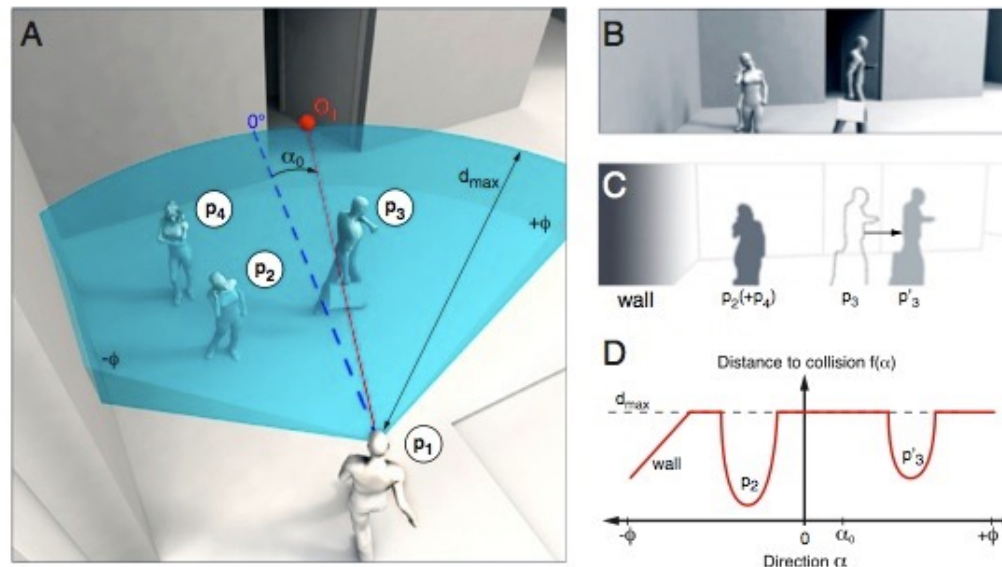 A
0°
O₁
α₀
dmax
p₄
p₃
+ϕ
p₂
-ϕ
p₁
B
C
wall
p₂(+p₄)
p₃
p'₃
D
Distance to collision f(α)
dmax
wall
p₂
p'₃
-ϕ
0
α₀
+ϕ
Direction α